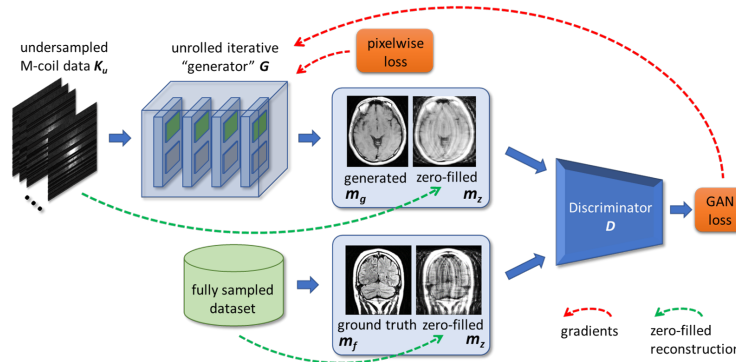 undersampled
M-coil data Ku
unrolled iterative
"generator" G
pixelwise
loss
generated
mg
zero-filled
mz
Discriminator
D
GAN
loss
fully sampled
dataset
ground truth
mf
zero-filled
mz
gradients
zero-filled
reconstruction